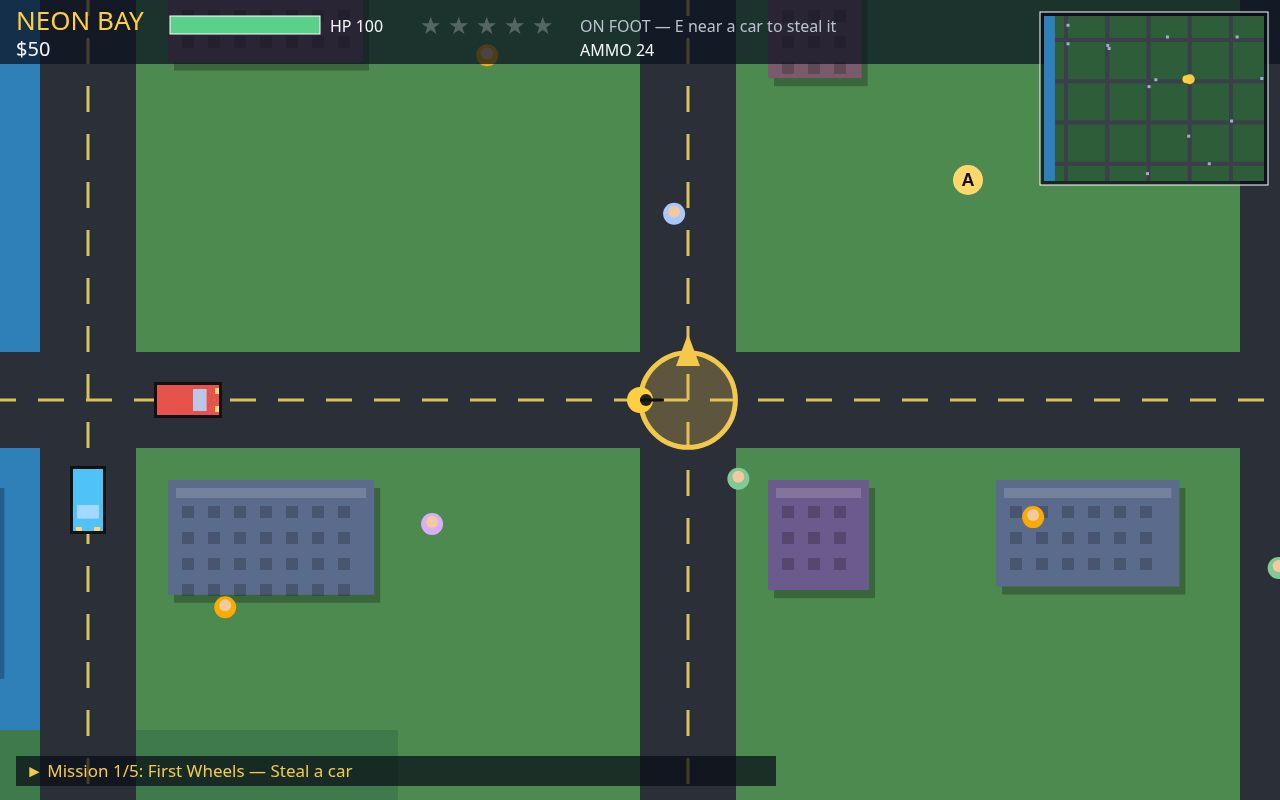 NEON BAY
$50
HP 100
★★★★★
ON FOOT — E near a car to steal it
AMMO 24
A
► Mission 1/5: First Wheels — Steal a car